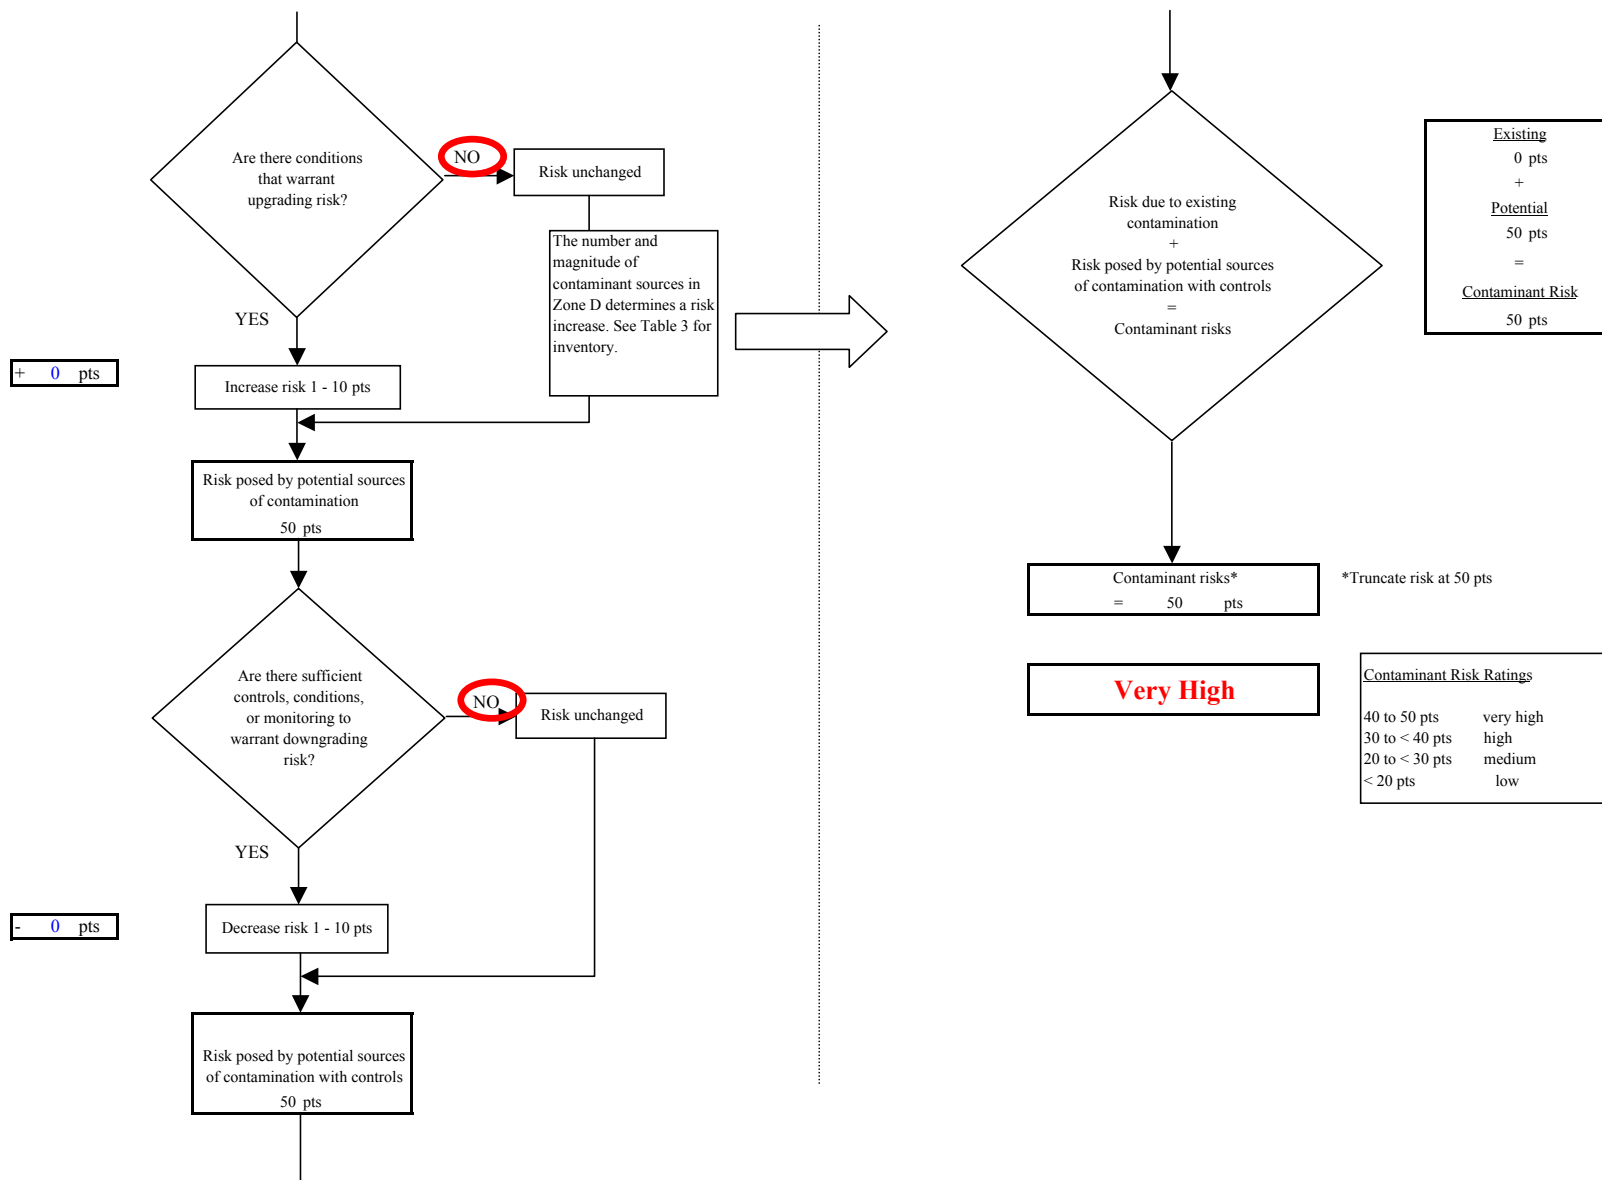 Are there conditions
that warrant
upgrading risk?
NO
Risk unchanged
The number and
magnitude of
contaminant sources in
Zone D determines a risk
increase. See Table 3 for
inventory.
YES
+ 0 pts
Increase risk 1 - 10 pts
Risk posed by potential sources
of contamination
50 pts
Are there sufficient
controls, conditions,
or monitoring to
warrant downgrading
risk?
NO
Risk unchanged
YES
- 0 pts
Decrease risk 1 - 10 pts
Risk posed by potential sources
of contamination with controls
50 pts
Risk due to existing
contamination
+
Risk posed by potential sources
of contamination with controls
=
Contaminant risks
Existing
0 pts
+
Potential
50 pts
=
Contaminant Risk
50 pts
Contaminant risks*
= 50 pts
*Truncate risk at 50 pts
Very High
Contaminant Risk Ratings
40 to 50 pts very high
30 to < 40 pts high
20 to < 30 pts medium
< 20 pts low